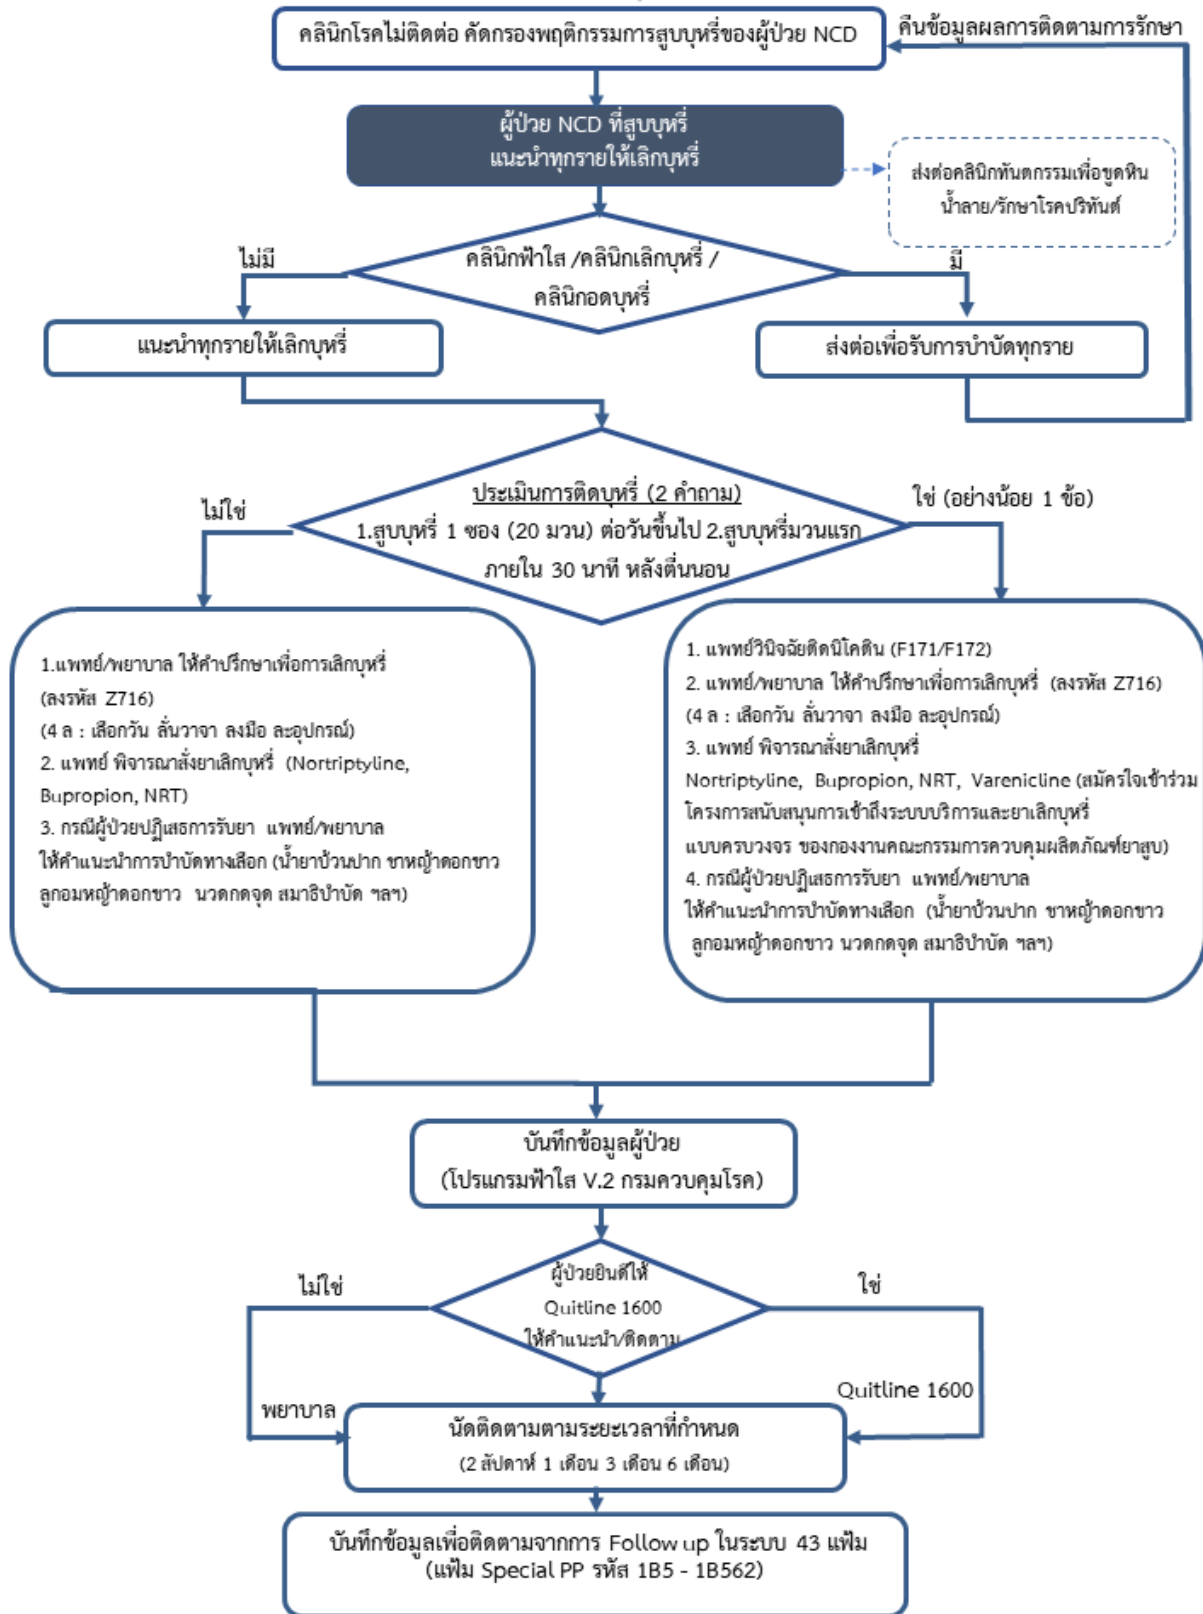 คลินิกโรคไม่ติดต่อ คัดกรองพฤติกรรมการสูบบุหรี่ของผู้ป่วย NCD
คืนข้อมูลผลการติดตามการรักษา
ผู้ป่วย NCD ที่สูบบุหรี่
แนะนำทุกรายให้เลิกบุหรี่
ส่งต่อคลินิกทันตกรรมเพื่อขูดหิน
น้ำลาย/รักษาโรคปริทันต์
ไม่มี
คลินิกฟ้าใส /คลินิกเลิกบุหรี่ /
คลินิกอดบุหรี่
มี
แนะนำทุกรายให้เลิกบุหรี่
ส่งต่อเพื่อรับการบำบัดทุกราย
ไม่ใช่
ประเมินการติดบุหรี่ (2 คำถาม)
1.สูบบุหรี่ 1 ซอง (20 มวน) ต่อวันขึ้นไป 2.สูบบุหรี่มวนแรก
ภายใน 30 นาที หลังตื่นนอน
ใช่ (อย่างน้อย 1 ข้อ)
1.แพทย์/พยาบาล ให้คำปรึกษาเพื่อการเลิกบุหรี่
(ลงรหัส Z716)
(4 ล : เลือกวัน ลั่นวาจา ลงมือ ละอุปกรณ์)
2. แพทย์ พิจารณาสั่งยาเลิกบุหรี่ (Nortriptyline,
Bupropion, NRT)
3. กรณีผู้ป่วยปฏิเสธการรับยา แพทย์/พยาบาล
ให้คำแนะนำการบำบัดทางเลือก (น้ำยาบ้วนปาก ชาหญ้าดอกขาว
ลูกอมหญ้าดอกขาว นวดกดจุด สมาธิบำบัด ฯลฯ)
1. แพทย์วินิจฉัยติดนิโคติน (F171/F172)
2. แพทย์/พยาบาล ให้คำปรึกษาเพื่อการเลิกบุหรี่ (ลงรหัส Z716)
(4 ล : เลือกวัน ลั่นวาจา ลงมือ ละอุปกรณ์)
3. แพทย์ พิจารณาสั่งยาเลิกบุหรี่
Nortriptyline, Bupropion, NRT, Varenicline (สมัครใจเข้าร่วม
โครงการสนับสนุนการเข้าถึงระบบบริการและยาเลิกบุหรี่
แบบครบวงจร ของกองงานคณะกรรมการควบคุมผลิตภัณฑ์ยาสูบ)
4. กรณีผู้ป่วยปฏิเสธการรับยา แพทย์/พยาบาล
ให้คำแนะนำการบำบัดทางเลือก (น้ำยาบ้วนปาก ชาหญ้าดอกขาว
ลูกอมหญ้าดอกขาว นวดกดจุด สมาธิบำบัด ฯลฯ)
บันทึกข้อมูลผู้ป่วย
(โปรแกรมฟ้าใส V.2 กรมควบคุมโรค)
ไม่ใช่
ผู้ป่วยยินดีให้
Quitline 1600
ให้คำแนะนำ/ติดตาม
ใช่
พยาบาล
Quitline 1600
นัดติดตามตามระยะเวลาที่กำหนด
(2 สัปดาห์ 1 เดือน 3 เดือน 6 เดือน)
บันทึกข้อมูลเพื่อติดตามจากการ Follow up ในระบบ 43 แฟ้ม
(แฟ้ม Special PP รหัส 1B5 - 1B562)